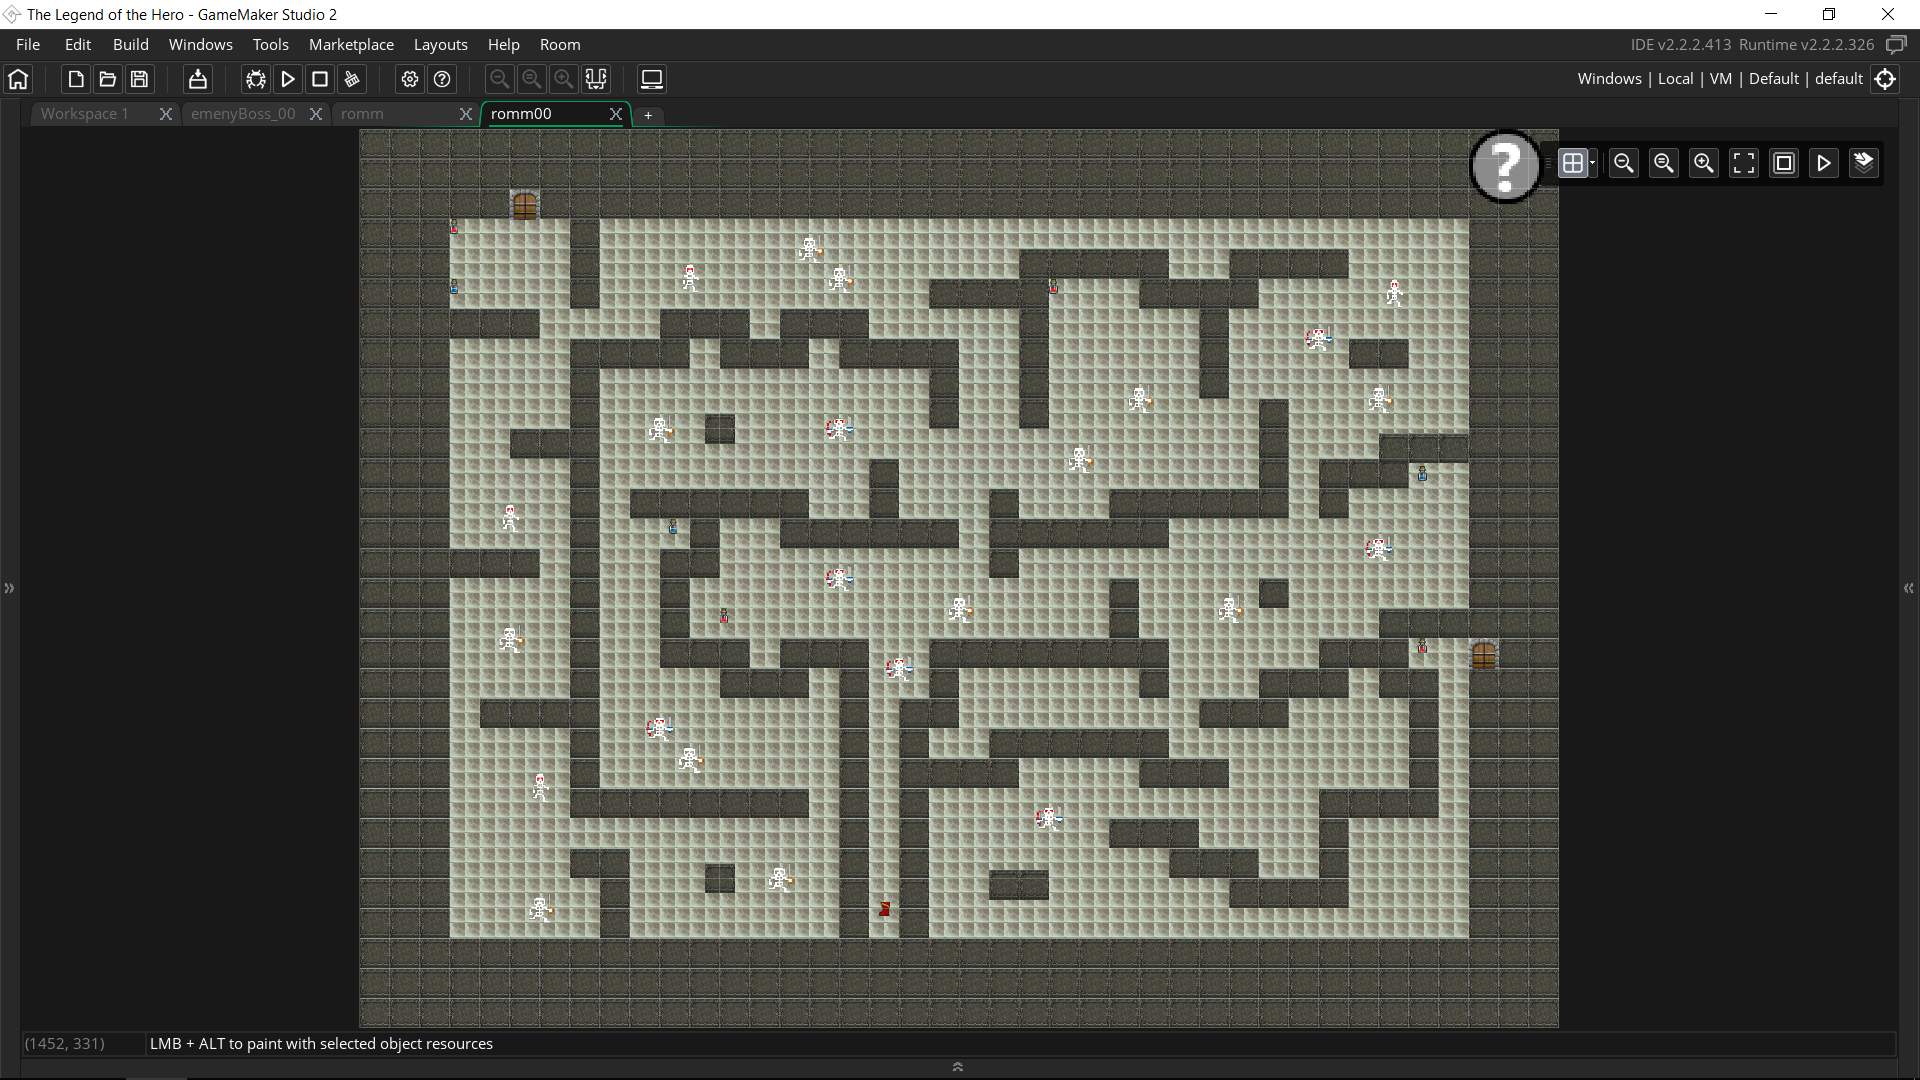 The Legend of the Hero - GameMaker Studio 2
File Edit Build Windows Tools Marketplace Layouts Help Room
IDE v2.2.2.413 Runtime v2.2.2.326
Windows | Local | VM | Default | default
Workspace 1 emenyBoss_00 romm romm00 +
?
(1452, 331) LMB + ALT to paint with selected object resources